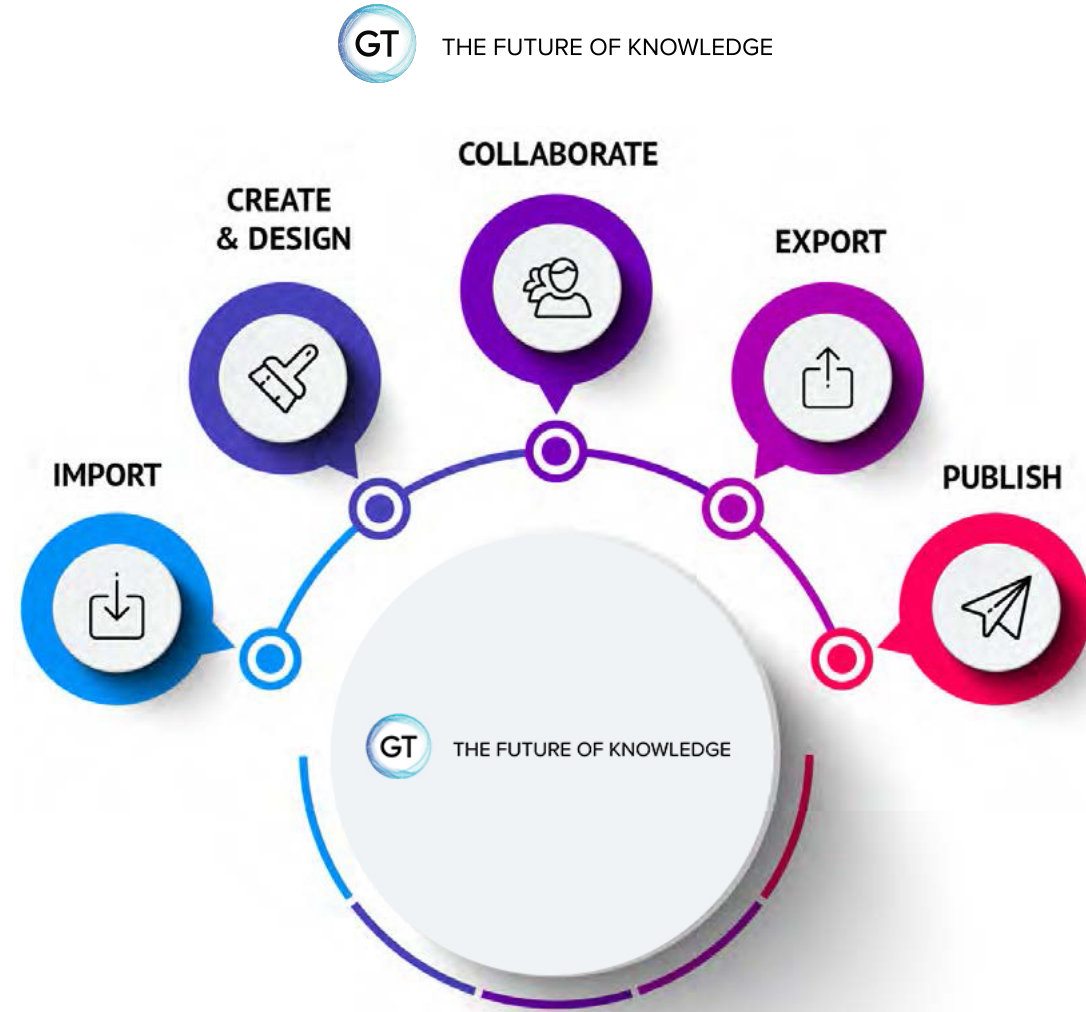 GT THE FUTURE OF KNOWLEDGE
COLLABORATE
CREATE
& DESIGN
EXPORT
IMPORT
PUBLISH
GT THE FUTURE OF KNOWLEDGE